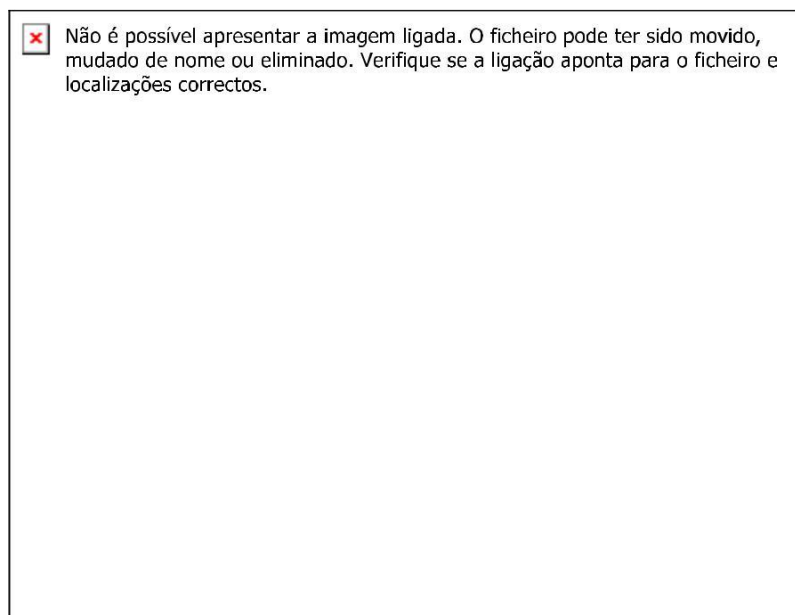 Não é possível apresentar a imagem ligada. O ficheiro pode ter sido movido,
mudado de nome ou eliminado. Verifique se a ligação aponta para o ficheiro e
localizações correctos.